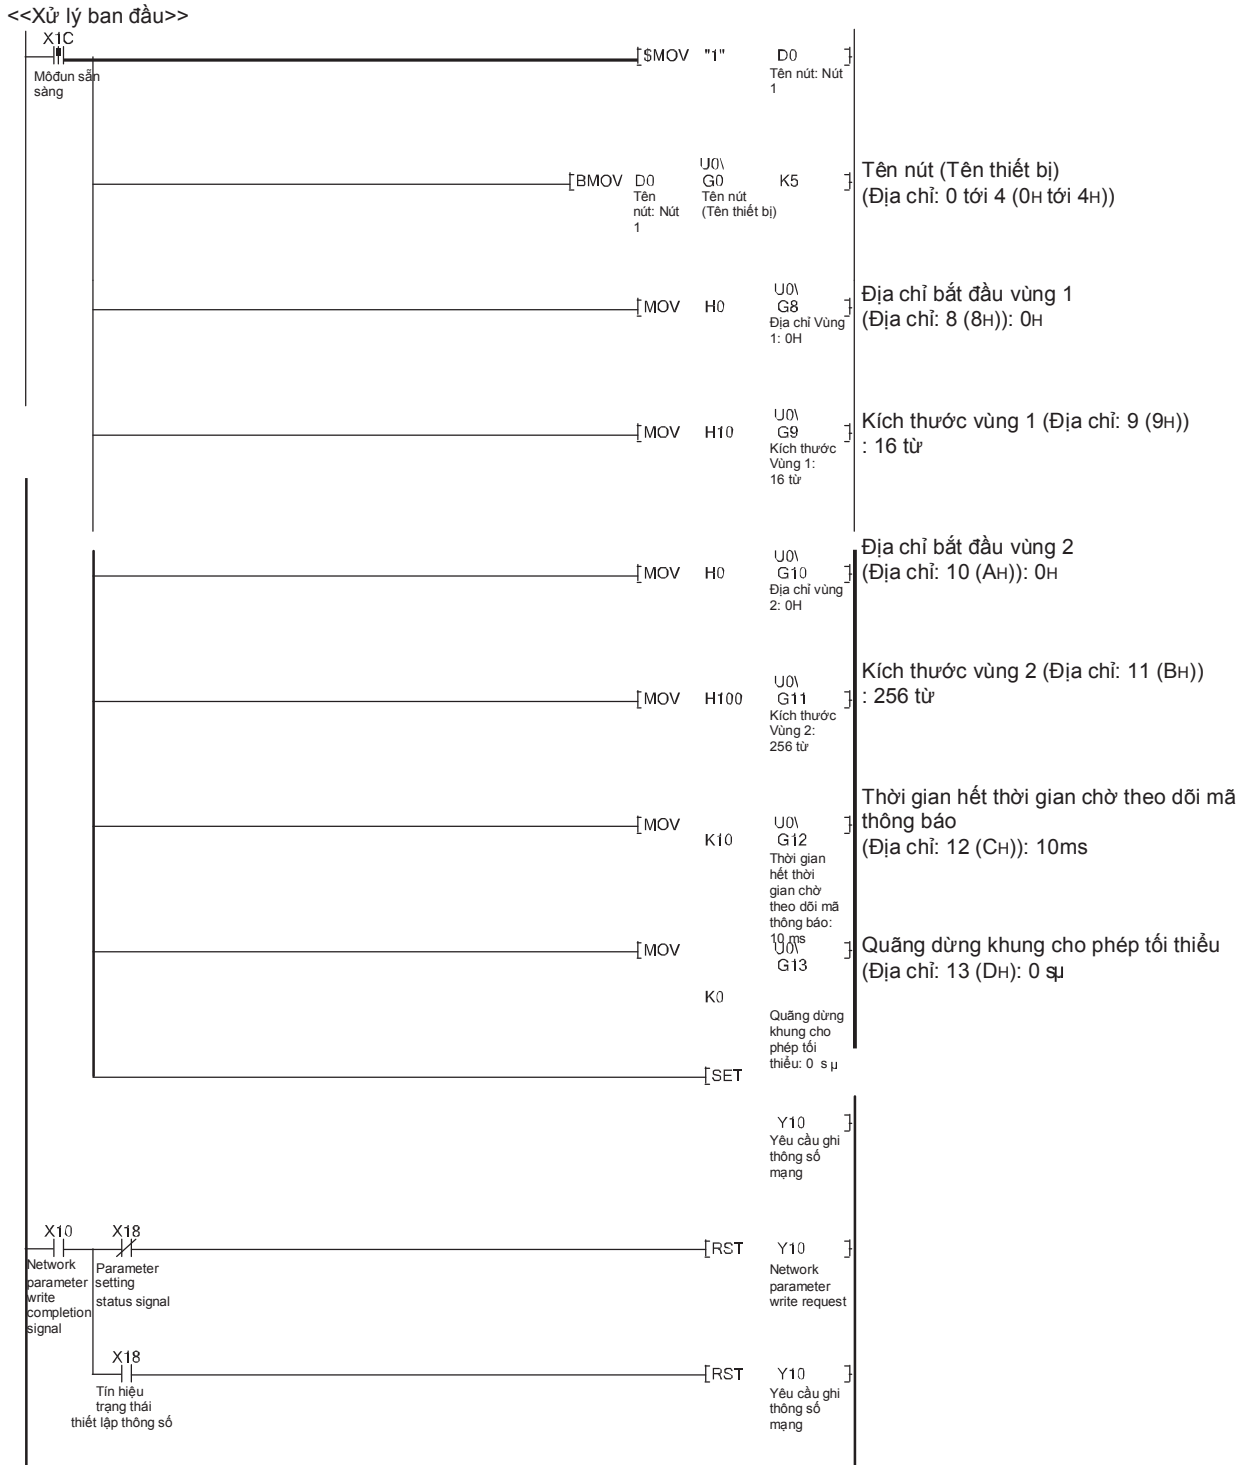 <<Xử lý ban đầu>>
X1C
Môđun sẵn
sàng
[$MOV "1" D0 ]
Tên nút: Nút
1
U0\
[BMOV D0 G0 K5 ]
Tên
nút: Nút
1
Tên nút
(Tên thiết bị)
Tên nút (Tên thiết bị)
(Địa chỉ: 0 tới 4 (0H tới 4H))
U0\
[MOV H0 G8 ]
Địa chỉ Vùng
1: 0H
Địa chỉ bắt đầu vùng 1
(Địa chỉ: 8 (8H)): 0H
U0\
[MOV H10 G9 ]
Kích thước
Vùng 1:
16 từ
Kích thước vùng 1 (Địa chỉ: 9 (9H))
: 16 từ
U0\
[MOV H0 G10 ]
Địa chỉ vùng
2: 0H
Địa chỉ bắt đầu vùng 2
(Địa chỉ: 10 (AH)): 0H
U0\
[MOV H100 G11 ]
Kích thước
Vùng 2:
256 từ
Kích thước vùng 2 (Địa chỉ: 11 (BH))
: 256 từ
[MOV U0\ ]
K10 G12
Thời gian
hết thời
gian chờ
theo dõi mã
thông báo:
10 ms
Thời gian hết thời gian chờ theo dõi mã
thông báo
(Địa chỉ: 12 (CH)): 10ms
[MOV U0\ ]
G13
K0
Quãng dừng
khung cho
phép tối
thiểu: 0 s µ
Quãng dừng khung cho phép tối thiểu
(Địa chỉ: 13 (DH): 0 sµ
[SET
Y10 ]
Yêu cầu ghi
thông số
mạng
X10 X18
[RST Y10 ]
Network
parameter
write
completion
signal
Parameter
setting
status signal
Network
parameter
write request
X18
[RST Y10 ]
Tín hiệu
trạng thái
thiết lập thông số
Yêu cầu ghi
thông số
mạng